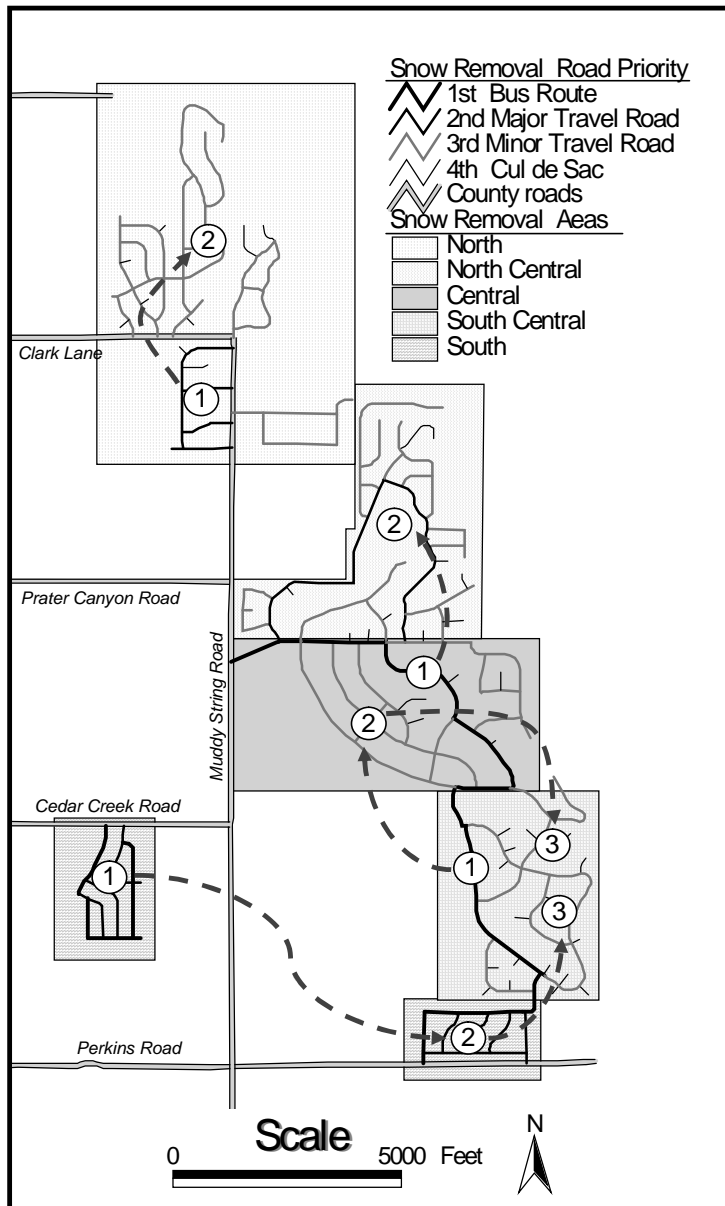 Snow Removal Road Priority
1st Bus Route
2nd Major Travel Road
3rd Minor Travel Road
4th Cul de Sac
County roads
Snow Removal Aeas
North
North Central
Central
South Central
South
2
Clark Lane
1
2
Prater Canyon Road
1
2
Muddy String Road
Cedar Creek Road
3
1
1
3
2
Perkins Road
Scale
N
0 5000 Feet